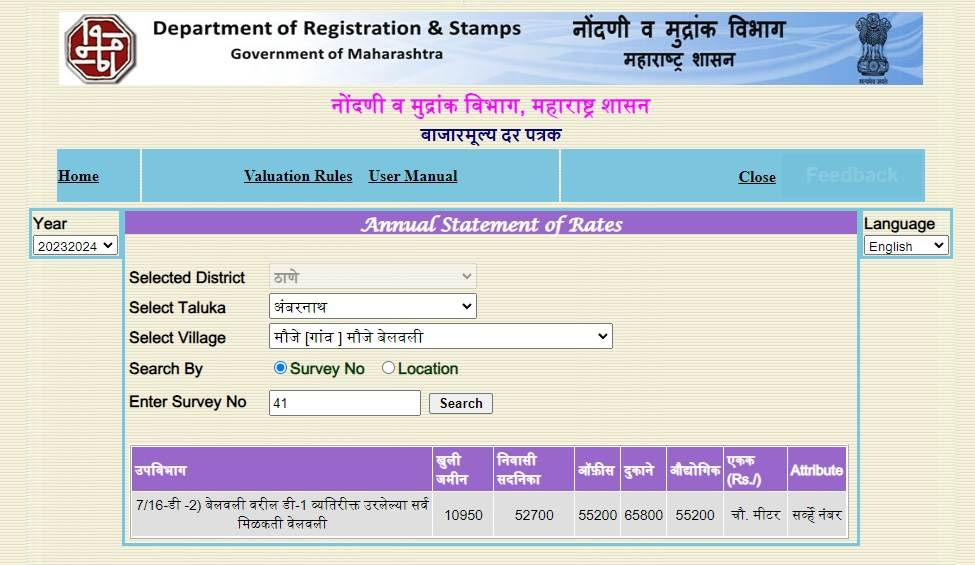 Department of Registration & Stamps
Government of Maharashtra
नोंदणी व मुद्रांक विभाग
महाराष्ट्र शासन
नोंदणी व मुद्रांक विभाग, महाराष्ट्र शासन
बाजारमूल्य दर पत्रक
Home Valuation Rules User Manual Close Feedback
Year Annual Statement of Rates Language
20232024 English
Selected District ठाणे
Select Taluka अंबरनाथ
Select Village मौजे [गांव ] मौजे बेलवली
Search By Survey No Location
Enter Survey No 41 Search
उपविभाग खुली जमीन निवासी सदनिका ऑफ़ीस दुकाने औद्योगिक एकक (Rs./) Attribute
7/16-डी -2) बेलवली वरील डी-1 व्यतिरीक्त उरलेल्या सर्व मिळकती बेलवली 10950 52700 55200 65800 55200 चौ. मीटर सर्व्हे नंबर